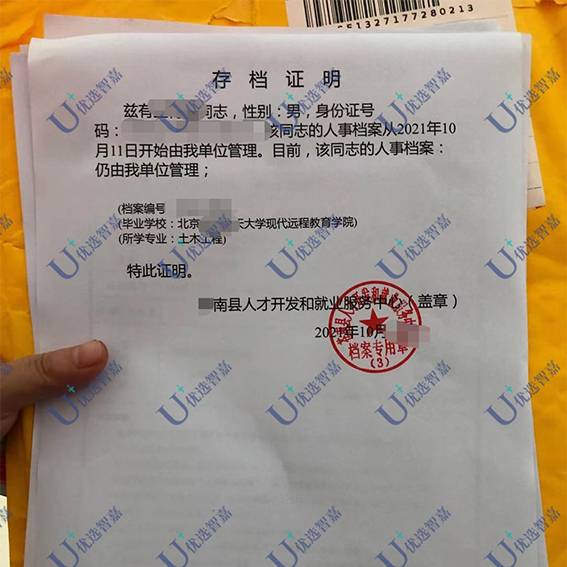 SF1327177280213
存档证明
兹有 同志，性别：男，身份证号
码： 该同志的人事档案从2021年10
月11日开始由我单位管理。目前，该同志的人事档案：
仍由我单位管理；
(档案编号
(毕业学校：北京 天大学现代远程教育学院)
(所学专业：土木工程)
特此证明。
南县人才开发和就业服务中心（盖章）
2021年10月
档案专用章
(3)
U+优选智嘉